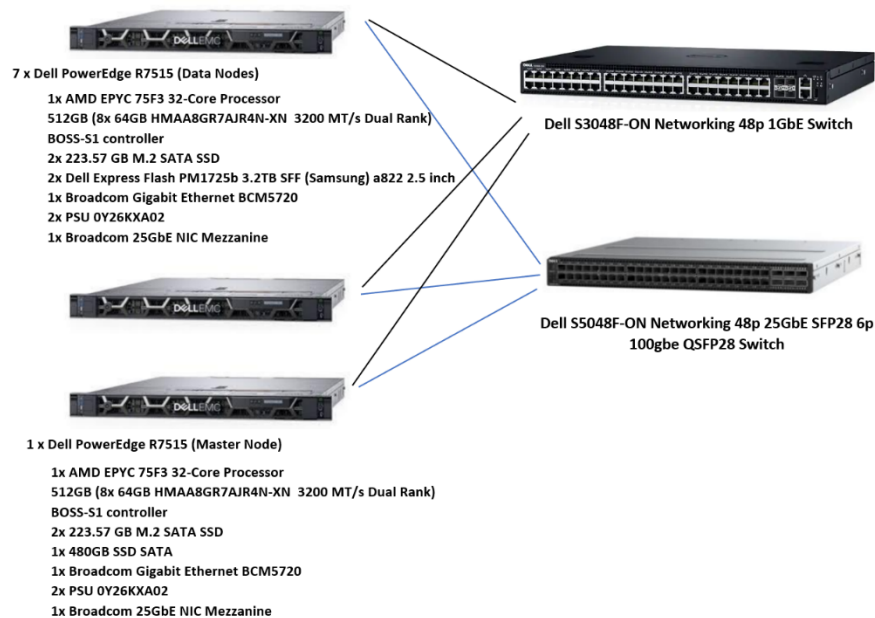 DELLEMC
7 x Dell PowerEdge R7515 (Data Nodes)
1x AMD EPYC 75F3 32-Core Processor
512GB (8x 64GB HMAA8GR7AJR4N-XN 3200 MT/s Dual Rank)
BOSS-S1 controller
2x 223.57 GB M.2 SATA SSD
2x Dell Express Flash PM1725b 3.2TB SFF (Samsung) a822 2.5 inch
1x Broadcom Gigabit Ethernet BCM5720
2x PSU 0Y26KXA02
1x Broadcom 25GbE NIC Mezzanine
Dell S3048F-ON Networking 48p 1GbE Switch
DELLEMC
Dell S5048F-ON Networking 48p 25GbE SFP28 6p
100gbe QSFP28 Switch
DELLEMC
1 x Dell PowerEdge R7515 (Master Node)
1x AMD EPYC 75F3 32-Core Processor
512GB (8x 64GB HMAA8GR7AJR4N-XN 3200 MT/s Dual Rank)
BOSS-S1 controller
2x 223.57 GB M.2 SATA SSD
1x 480GB SSD SATA
1x Broadcom Gigabit Ethernet BCM5720
2x PSU 0Y26KXA02
1x Broadcom 25GbE NIC Mezzanine